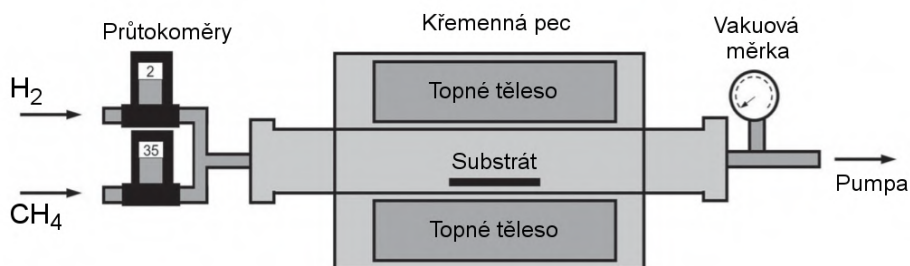 Průtokoměry
Křemenná pec
Vakuová
měrka
2
H2
Topné těleso
35
Substrát
CH4
Pumpa
Topné těleso